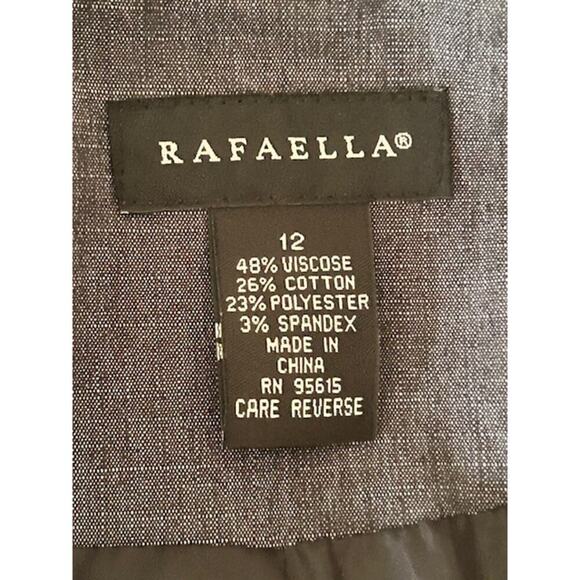 RAFAELLA®
12
48% VISCOSE
26% COTTON
23% POLYESTER
3% SPANDEX
MADE IN
CHINA
RN 95615
CARE REVERSE